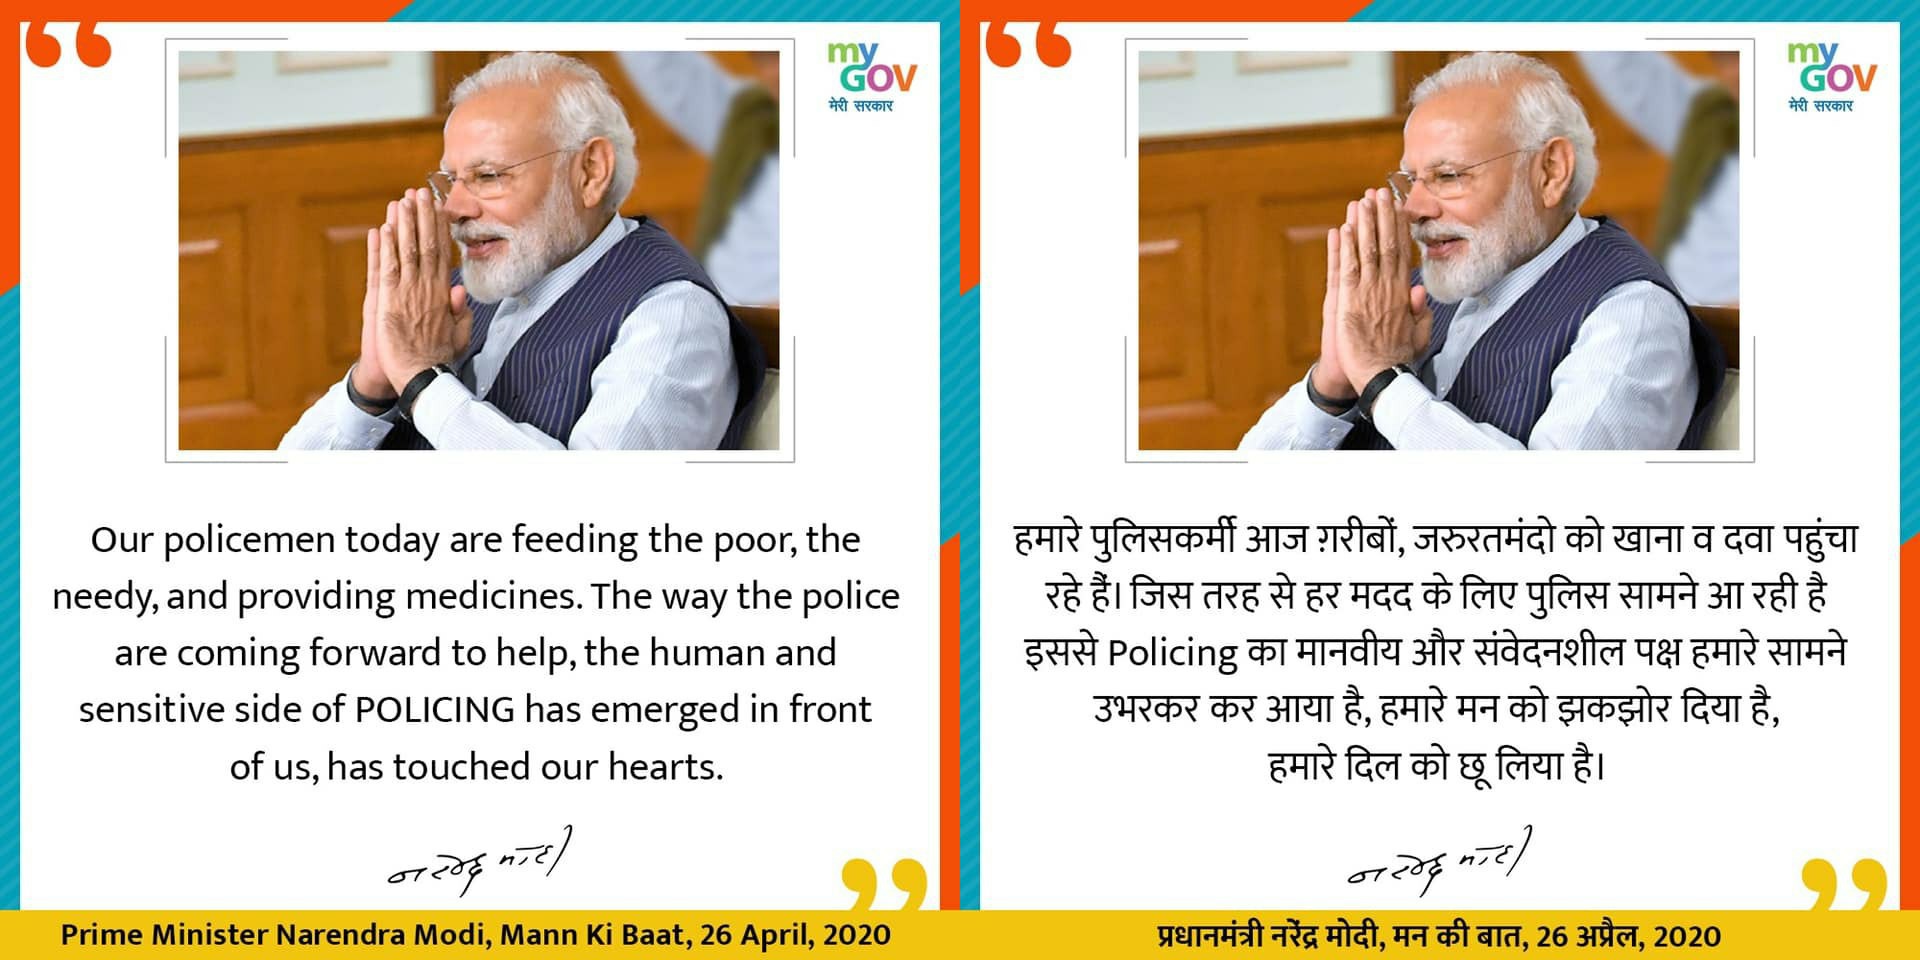 my
GOV
मेरी सरकार
Our policemen today are feeding the poor, the
needy, and providing medicines. The way the police
are coming forward to help, the human and
sensitive side of POLICING has emerged in front
of us, has touched our hearts.
नरेन्द्र मोदी
Prime Minister Narendra Modi, Mann Ki Baat, 26 April, 2020
my
GOV
मेरी सरकार
हमारे पुलिसकर्मी आज ग़रीबों, जरुरतमंदो को खाना व दवा पहुंचा
रहे हैं। जिस तरह से हर मदद के लिए पुलिस सामने आ रही है
इससे Policing का मानवीय और संवेदनशील पक्ष हमारे सामने
उभरकर कर आया है, हमारे मन को झकझोर दिया है,
हमारे दिल को छू लिया है।
नरेन्द्र मोदी
प्रधानमंत्री नरेंद्र मोदी, मन की बात, 26 अप्रैल, 2020